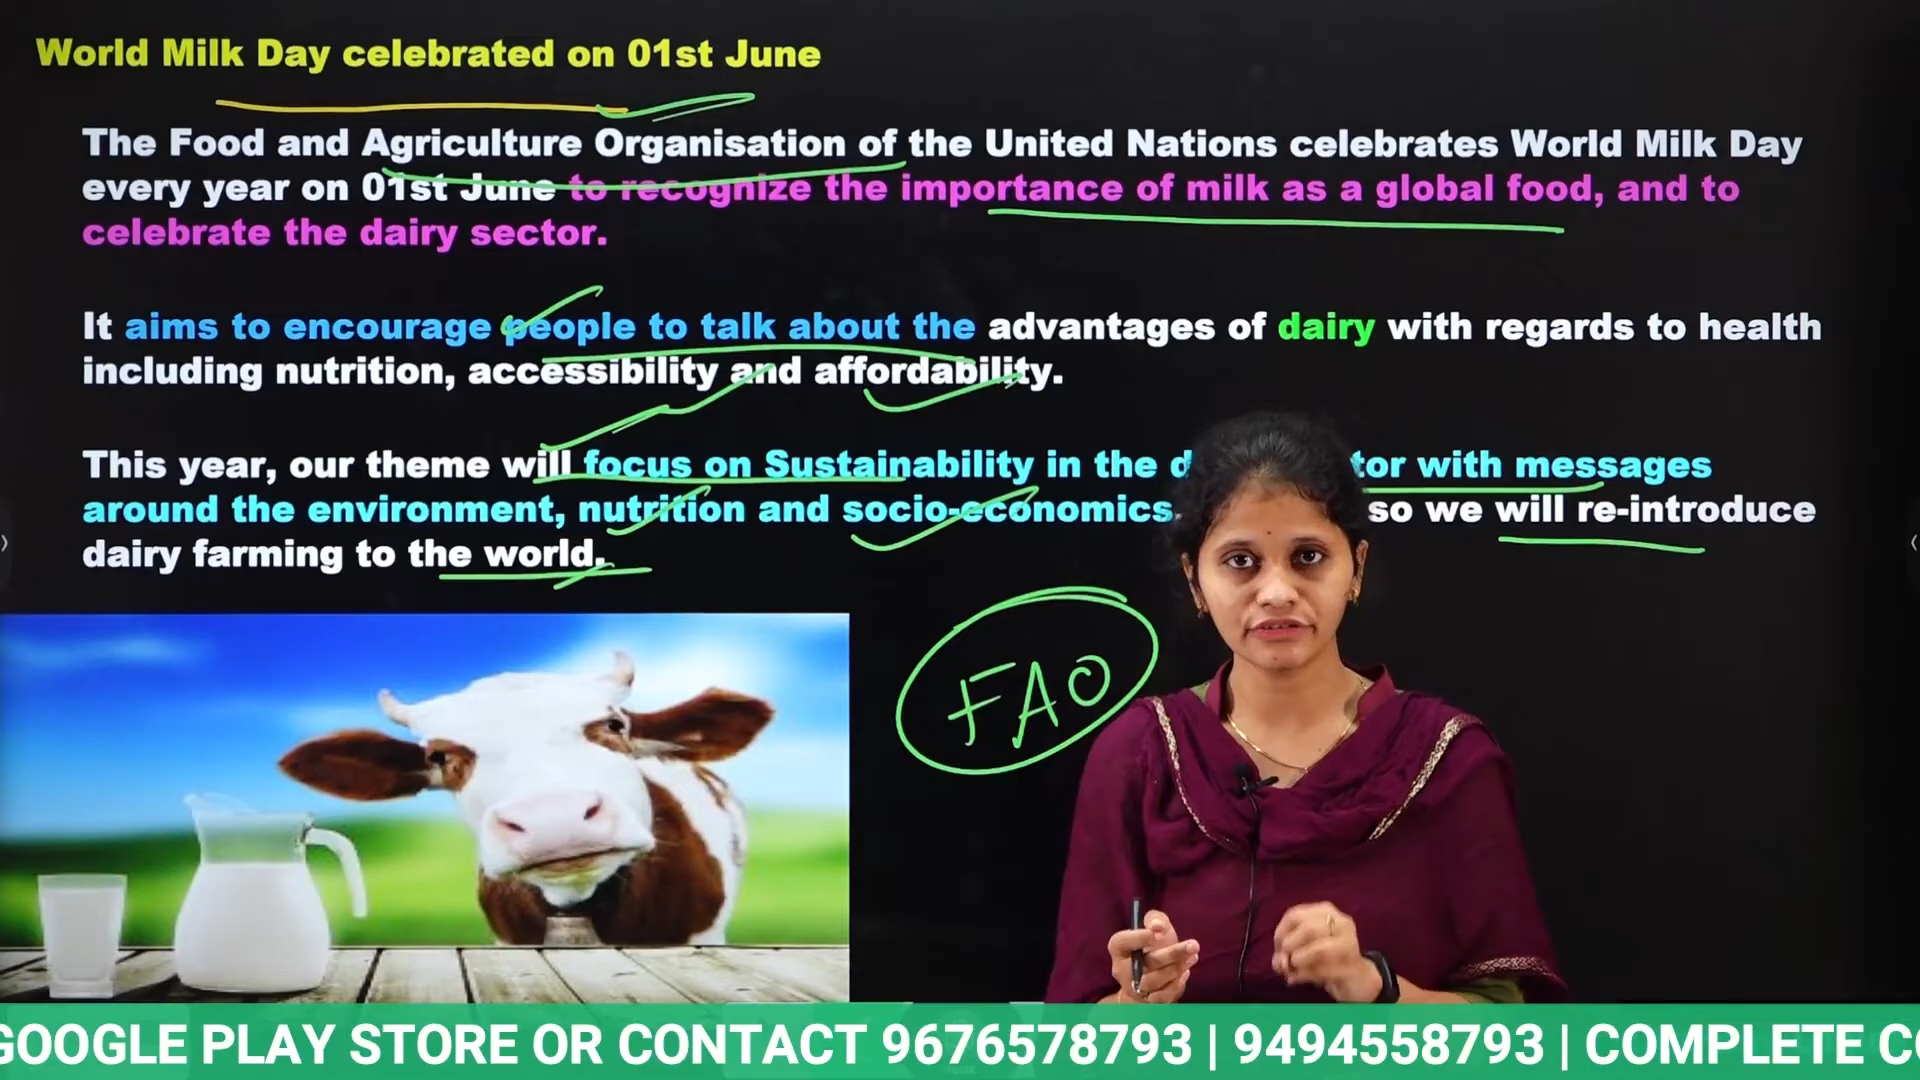 World Milk Day celebrated on 01st June
The Food and Agriculture Organisation of the United Nations celebrates World Milk Day
every year on 01st June to recognize the importance of milk as a global food, and to
celebrate the dairy sector.
It aims to encourage people to talk about the advantages of dairy with regards to health
including nutrition, accessibility and affordability.
This year, our theme will focus on Sustainability in the d tor with messages
around the environment, nutrition and socio-economics. so we will re-introduce
dairy farming to the world.
FAO
GOOGLE PLAY STORE OR CONTACT 9676578793 | 9494558793 | COMPLETE CO